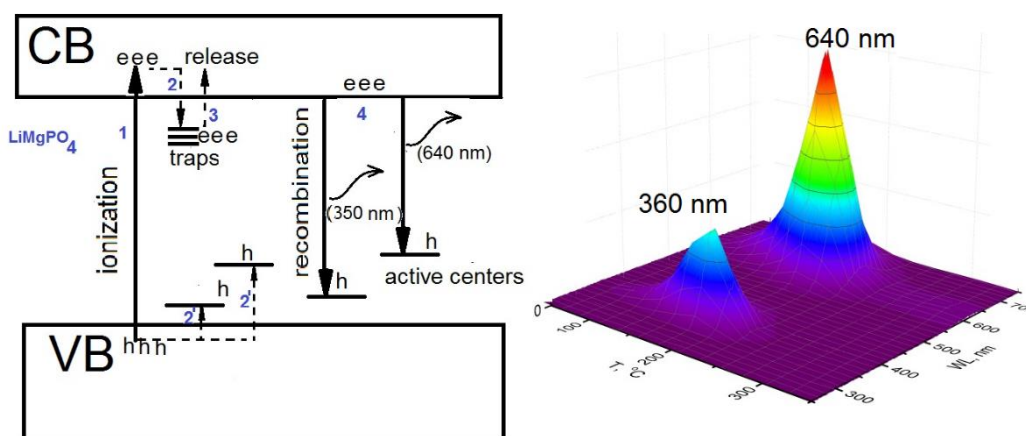 CB
eee
release
2
3
LiMgPO4
1
eee
traps
ionization
eee
4
recombination
(640 nm)
(350 nm)
h
active centers
h
h
h
2'
2'
h h h
VB
640 nm
360 nm
0
100
200
300
T, °C
300
400
500
600
700
WL, nm